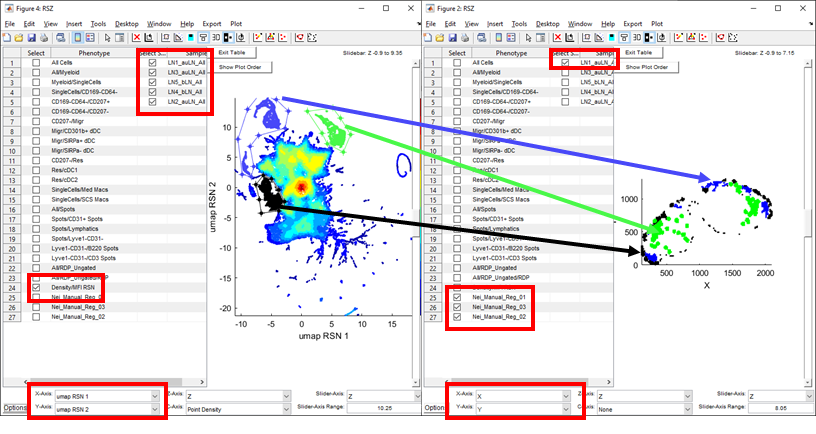 Figure 4: RSZ
File Edit View Insert Tools Desktop Window Help Export Plot
Select Phenotype Select S... Sample
Exit Table
Slidebar: Z -0.9 to 9.35
Show Plot Order
1 All Cells LN1_auLN_All
2 All/Myeloid LN3_auLN_All
3 Myeloid/SingleCells LN5_bLN_All
4 SingleCells/CD169-CD64- LN4_bLN_All
5 CD169-CD64-/CD207+ LN2_auLN_All
6 CD169-CD64-/CD207-
7 CD207-/Migr
8 Migr/CD301b+ dDC
9 Migr/SIRPa- dDC
10 Migr/SIRPa+ dDC
11 CD207-/Res
12 Res/cDC1
13 Res/cDC2
14 SingleCells/Med Macs
15 SingleCells/SCS Macs
16 All/Spots
17 Spots/CD31+ Spots
18 Spots/Lymphatics
19 Spots/Lyve1-CD31-
20 Lyve1-CD31-/B220 Spots
21 Lyve1-CD31-/CD3 Spots
22 All/RDP_Ungated
23 All/RDP_Ungated/RDP
24 Density/MFI RSN
25 Nei_Manual_Reg_0
26 Nei_Manual_Reg_03
27 Nei_Manual_Reg_02
5
0
-5
-10
-15
-20
umap RSN 2
-10 -5 0 5 10 15
umap RSN 1
Options
X-Axis: umap RSN 1
Y-Axis: umap RSN 2
Z
Point Density
Slider-Axis: Z
Slider-Axis Range: 10.25
Figure 2: RSZ
File Edit View Insert Tools Desktop Window Help Export Plot
Select Phenotype Select S... Sample
Exit Table
Slidebar: Z -0.9 to 7.15
Show Plot Order
1 All Cells LN1_auLN_All
2 All/Myeloid LN3_auLN_All
3 Myeloid/SingleCells LN5_bLN_All
4 SingleCells/CD169-CD64- LN4_bLN_All
5 CD169-CD64-/CD207+ LN2_auLN_All
6 CD169-CD64-/CD207-
7 CD207-/Migr
8 Migr/CD301b+ dDC
9 Migr/SIRPa- dDC
10 Migr/SIRPa+ dDC
11 CD207-/Res
12 Res/cDC1
13 Res/cDC2
14 SingleCells/Med Macs
15 SingleCells/SCS Macs
16 All/Spots
17 Spots/CD31+ Spots
18 Spots/Lymphatics
19 Spots/Lyve1-CD31-
20 Lyve1-CD31-/B220 Spots
21 Lyve1-CD31-/CD3 Spots
22 All/RDP_Ungated
23 All/RDP_Ungated/RDP
24 Density/MFI RSN
25 Nei_Manual_Reg_01
26 Nei_Manual_Reg_03
27 Nei_Manual_Reg_02
1000
500
0
500 1000 1500 2000
X
X-Axis: X
Y-Axis: Y
Z
None
Slider-Axis: Z
Slider-Axis Range: 8.05